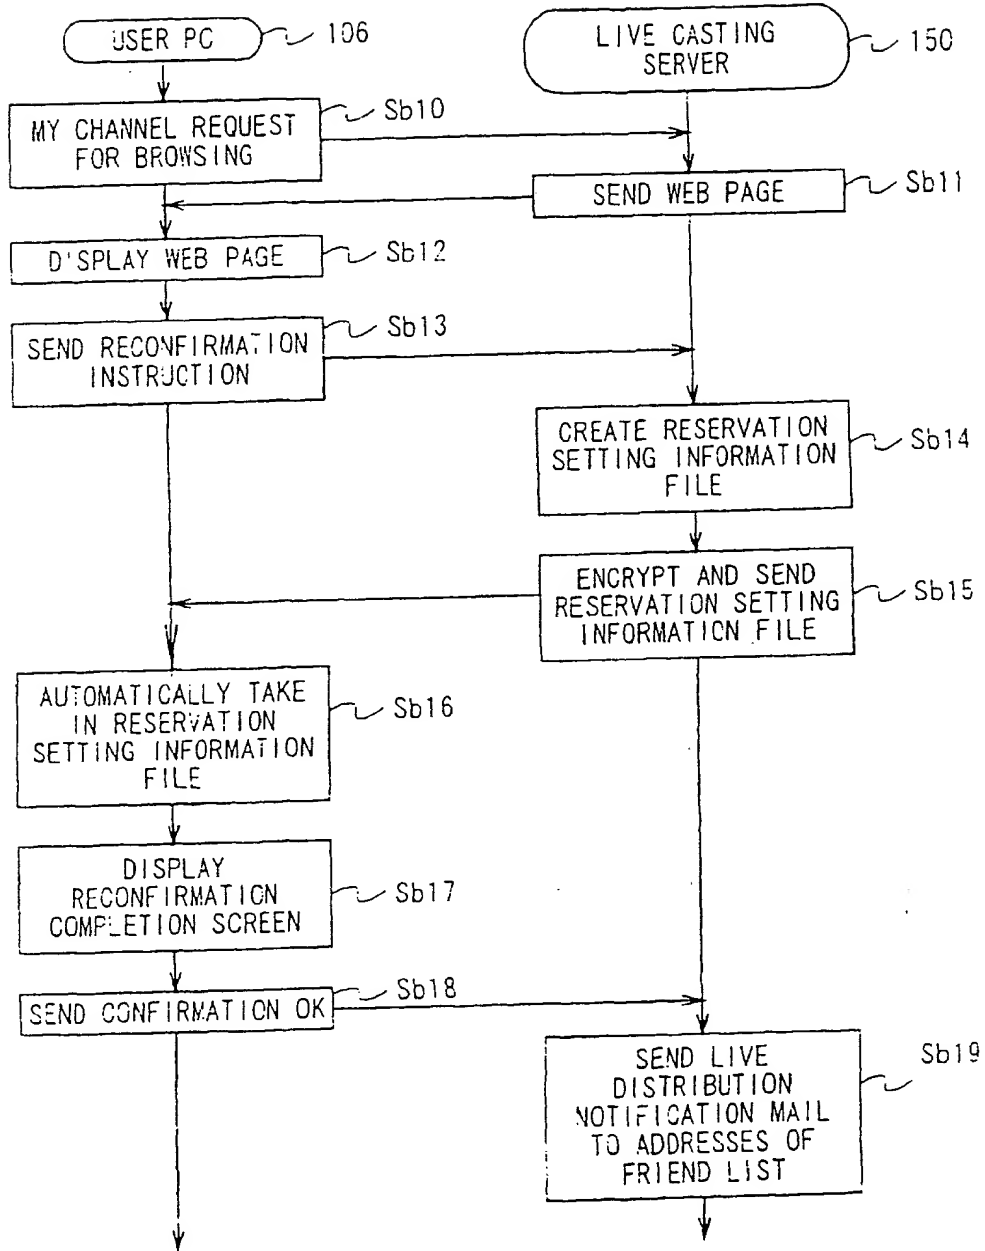 USER PC
106
LIVE CASTING
SERVER
150
MY CHANNEL REQUEST
FOR BROWSING
Sb10
SEND WEB PAGE
Sb11
D'SPLAY WEB PAGE
Sb12
SEND RECONFIRMATION
INSTRUCTION
Sb13
CREATE RESERVATION
SETTING INFORMATION
FILE
Sb14
ENCRYPT AND SEND
RESERVATION SETTING
INFORMATION FILE
Sb15
AUTOMATICALLY TAKE
IN RESERVATION
SETTING INFORMATION
FILE
Sb16
DISPLAY
RECONFIRMATION
COMPLETION SCREEN
Sb17
SEND CONFIRMATION OK
Sb18
SEND LIVE
DISTRIBUTION
NOTIFICATION MAIL
TO ADDRESSES OF
FRIEND LIST
Sb19